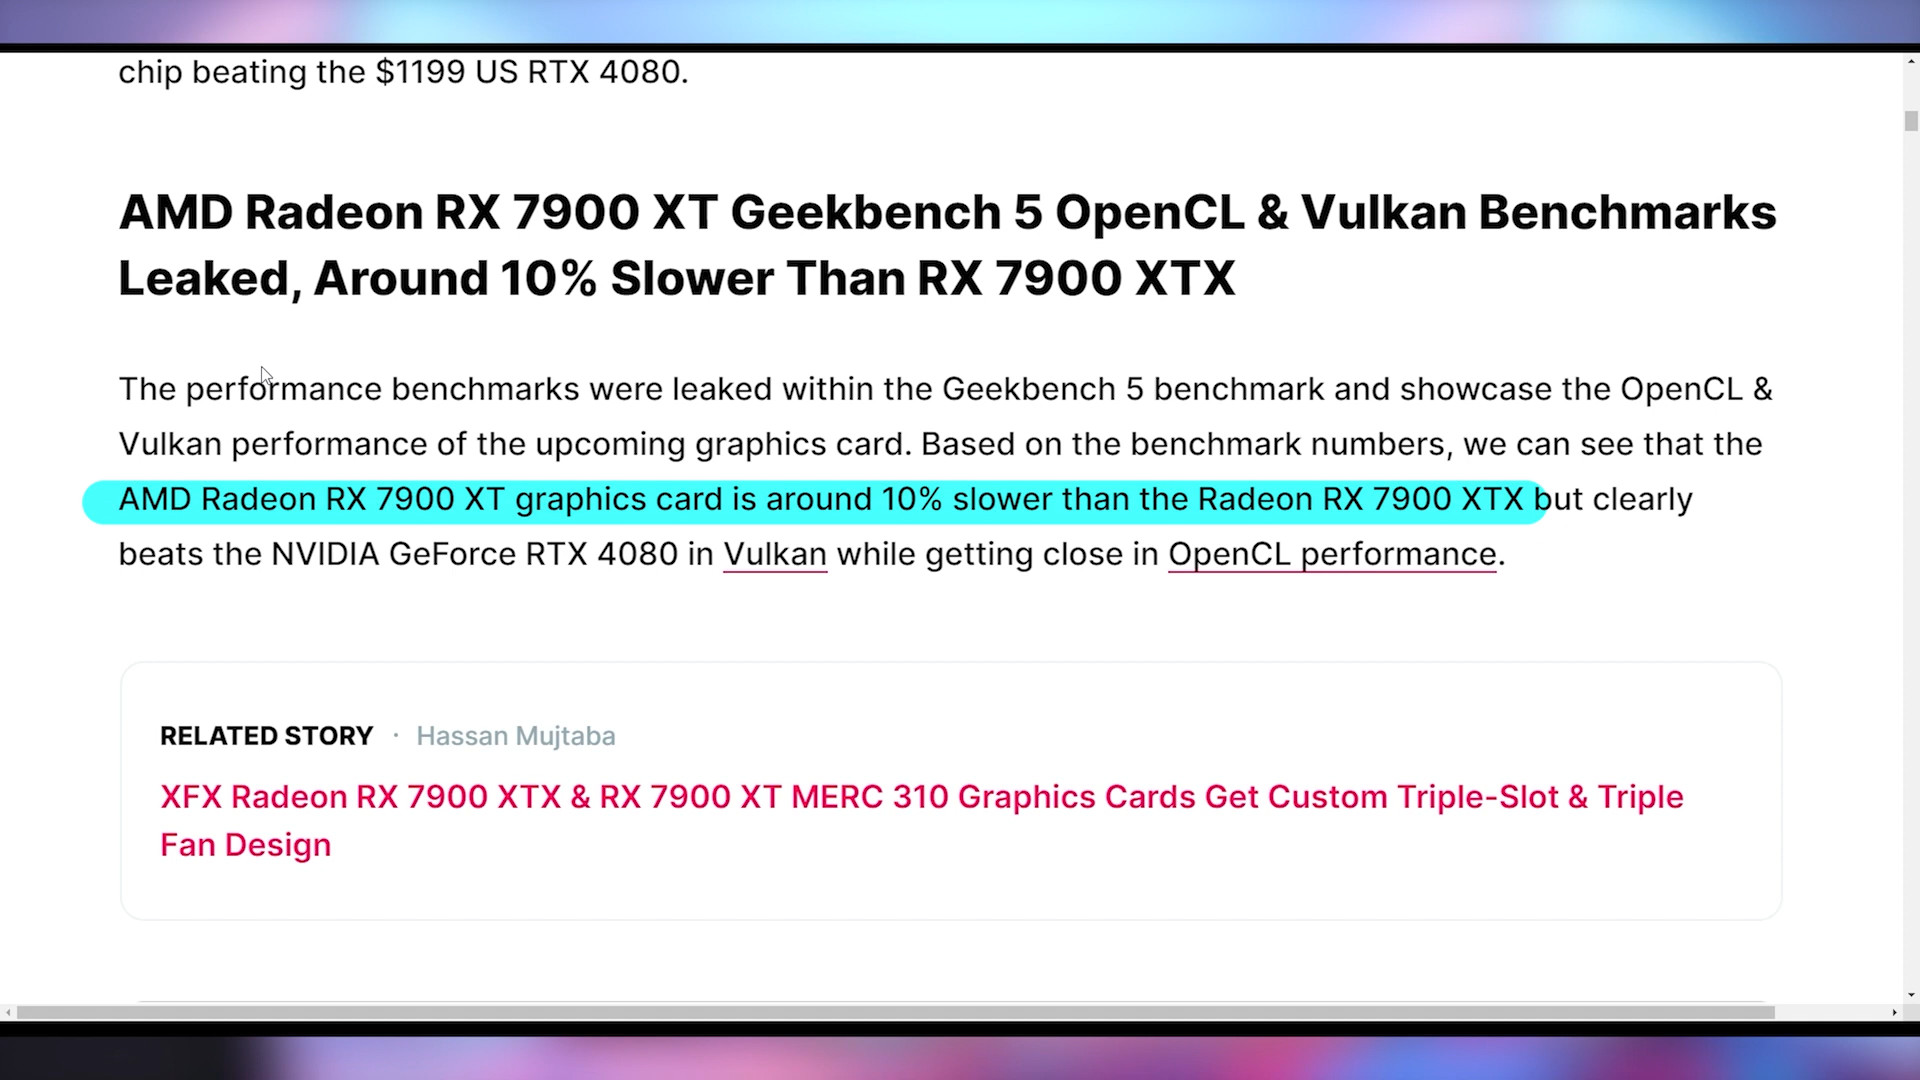 chip beating the $1199 US RTX 4080.
AMD Radeon RX 7900 XT Geekbench 5 OpenCL & Vulkan Benchmarks
Leaked, Around 10% Slower Than RX 7900 XTX
The performance benchmarks were leaked within the Geekbench 5 benchmark and showcase the OpenCL &
Vulkan performance of the upcoming graphics card. Based on the benchmark numbers, we can see that the
AMD Radeon RX 7900 XT graphics card is around 10% slower than the Radeon RX 7900 XTX but clearly
beats the NVIDIA GeForce RTX 4080 in Vulkan while getting close in OpenCL performance.
RELATED STORY · Hassan Mujtaba
XFX Radeon RX 7900 XTX & RX 7900 XT MERC 310 Graphics Cards Get Custom Triple-Slot & Triple
Fan Design